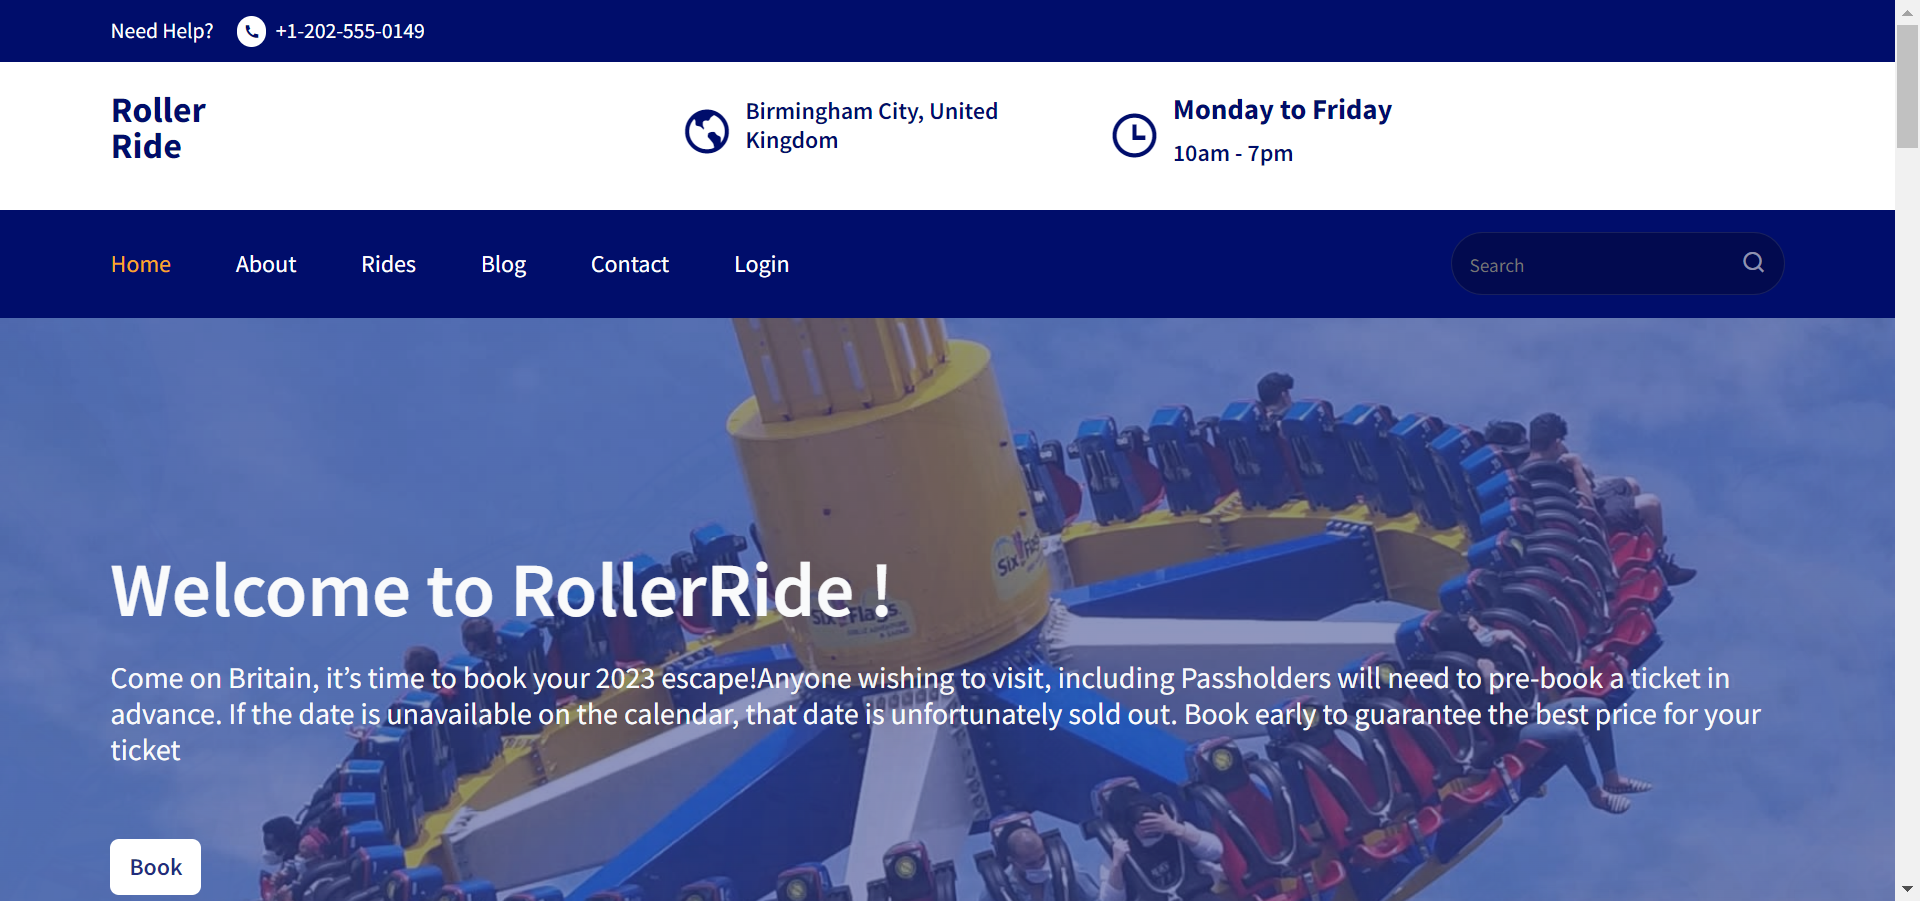 Need Help? +1-202-555-0149
Roller
Ride
Birmingham City, United
Kingdom
Monday to Friday
10am - 7pm
Home About Rides Blog Contact Login
Search
Welcome to RollerRide !
Come on Britain, it’s time to book your 2023 escape!Anyone wishing to visit, including Passholders will need to pre-book a ticket in
advance. If the date is unavailable on the calendar, that date is unfortunately sold out. Book early to guarantee the best price for your
ticket
Book
Six Flags
Six Flags